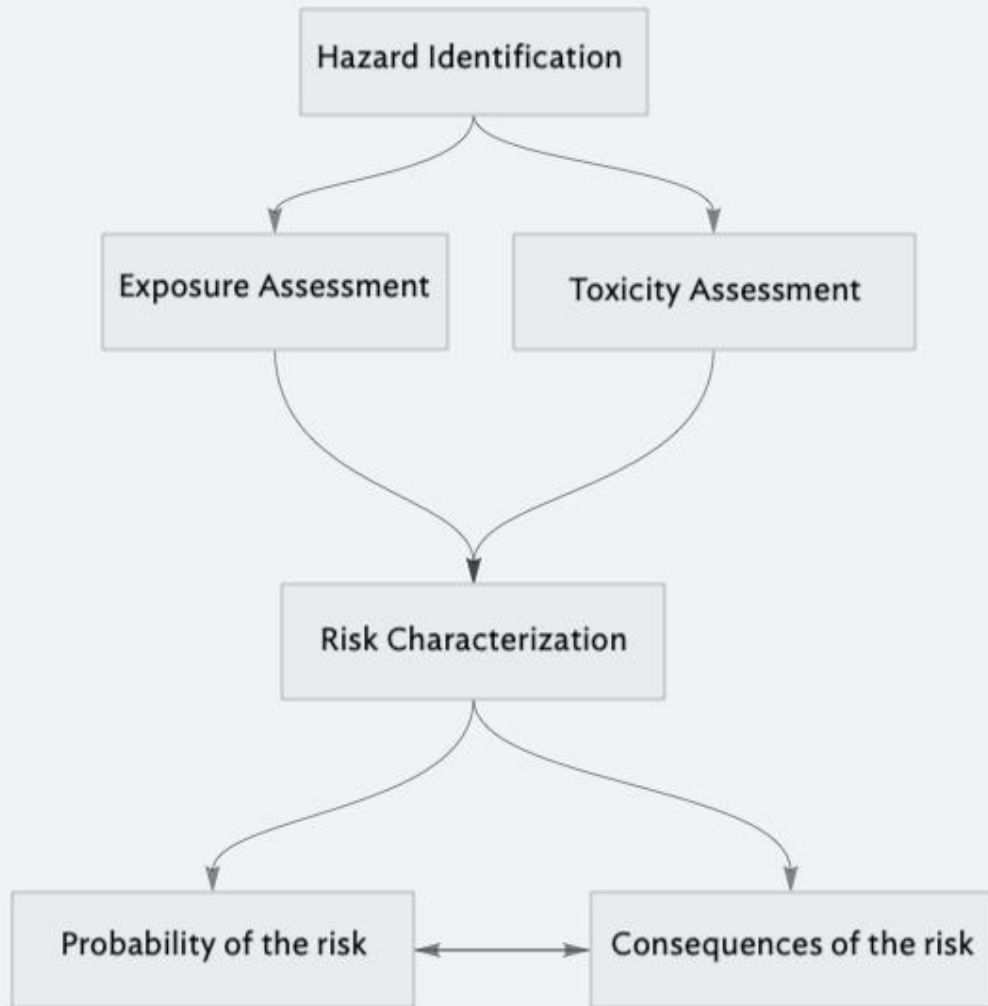 Hazard Identification
Exposure Assessment
Toxicity Assessment
Risk Characterization
Probability of the risk
Consequences of the risk